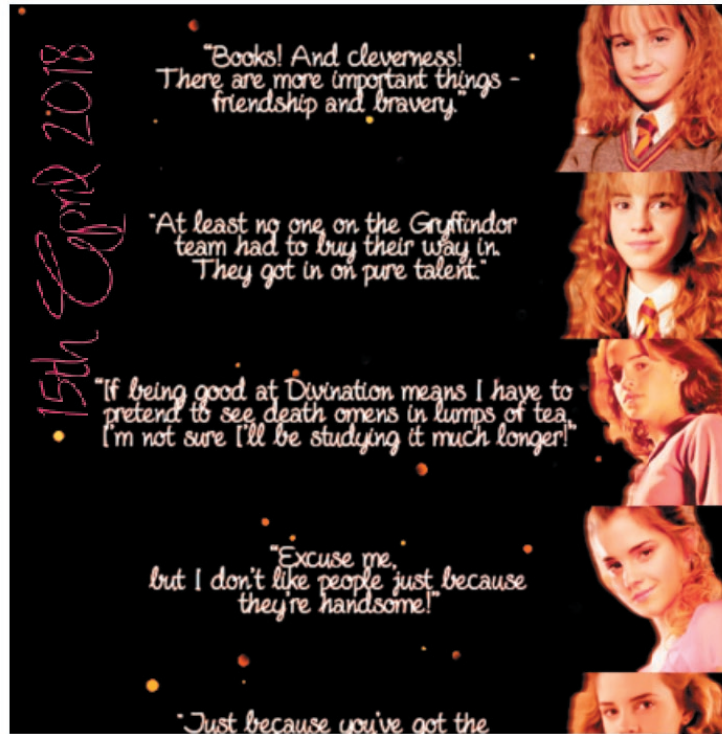 15th April 2018
"Books! And cleverness!
There are more important things -
friendship and bravery."
"At least no one on the Gryffindor
team had to buy their way in.
They got in on pure talent."
"If being good at Divination means I have to
pretend to see death omens in lumps of tea,
I'm not sure I'll be studying it much longer!"
"Excuse me,
but I don't like people just because
they're handsome!"
"Just because you've got the